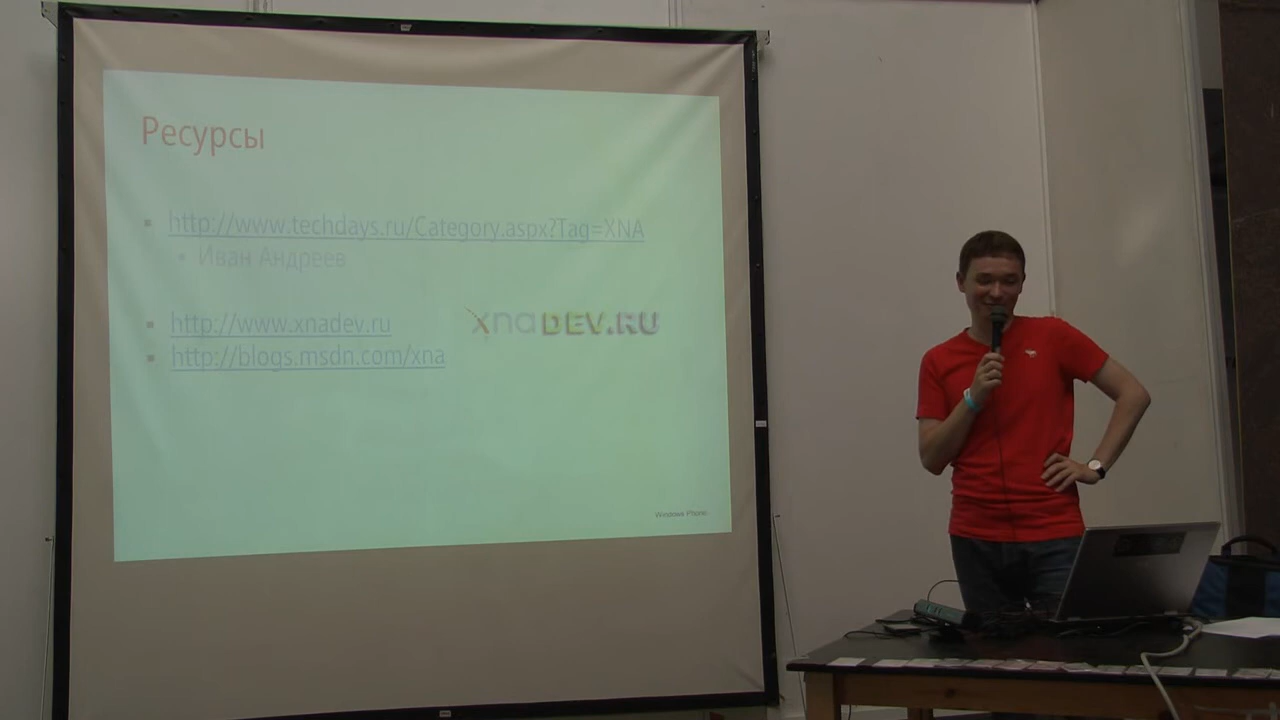 Ресурсы
http://www.techdays.ru/Category.aspx?Tag=XNA
Иван Андреев
http://www.xnadev.ru
xnaDEV.RU
http://blogs.msdn.com/xna
Windows Phone